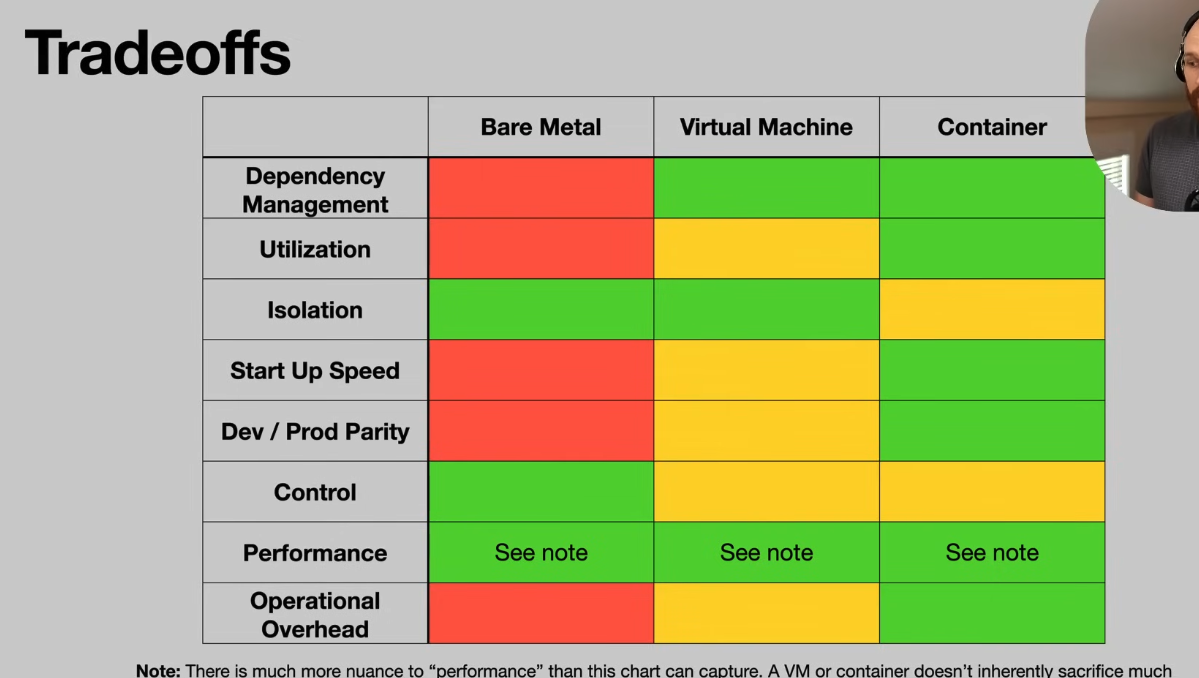 Tradeoffs
Bare Metal Virtual Machine Container
Dependency
Management
Utilization
Isolation
Start Up Speed
Dev / Prod Parity
Control
Performance See note See note See note
Operational
Overhead
Note: There is much more nuance to “performance” than this chart can capture. A VM or container doesn’t inherently sacrifice much